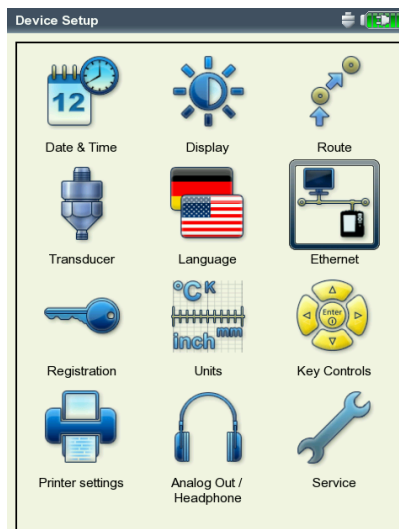 Device Setup
12
Date & Time
Display
Route
Transducer
Language
Ethernet
°C K
inch mm
Enter
Registration
Units
Key Controls
Printer settings
Analog Out /
Headphone
Service